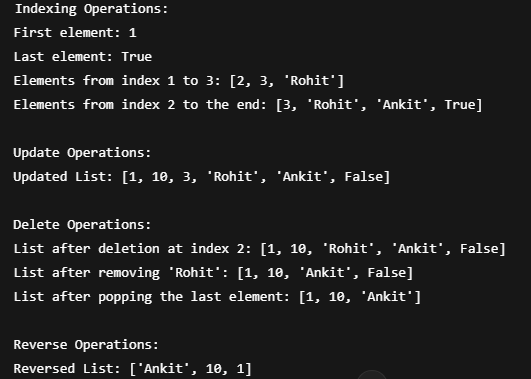 Indexing Operations:
First element: 1
Last element: True
Elements from index 1 to 3: [2, 3, 'Rohit']
Elements from index 2 to the end: [3, 'Rohit', 'Ankit', True]
Update Operations:
Updated List: [1, 10, 3, 'Rohit', 'Ankit', False]
Delete Operations:
List after deletion at index 2: [1, 10, 'Rohit', 'Ankit', False]
List after removing 'Rohit': [1, 10, 'Ankit', False]
List after popping the last element: [1, 10, 'Ankit']
Reverse Operations:
Reversed List: ['Ankit', 10, 1]